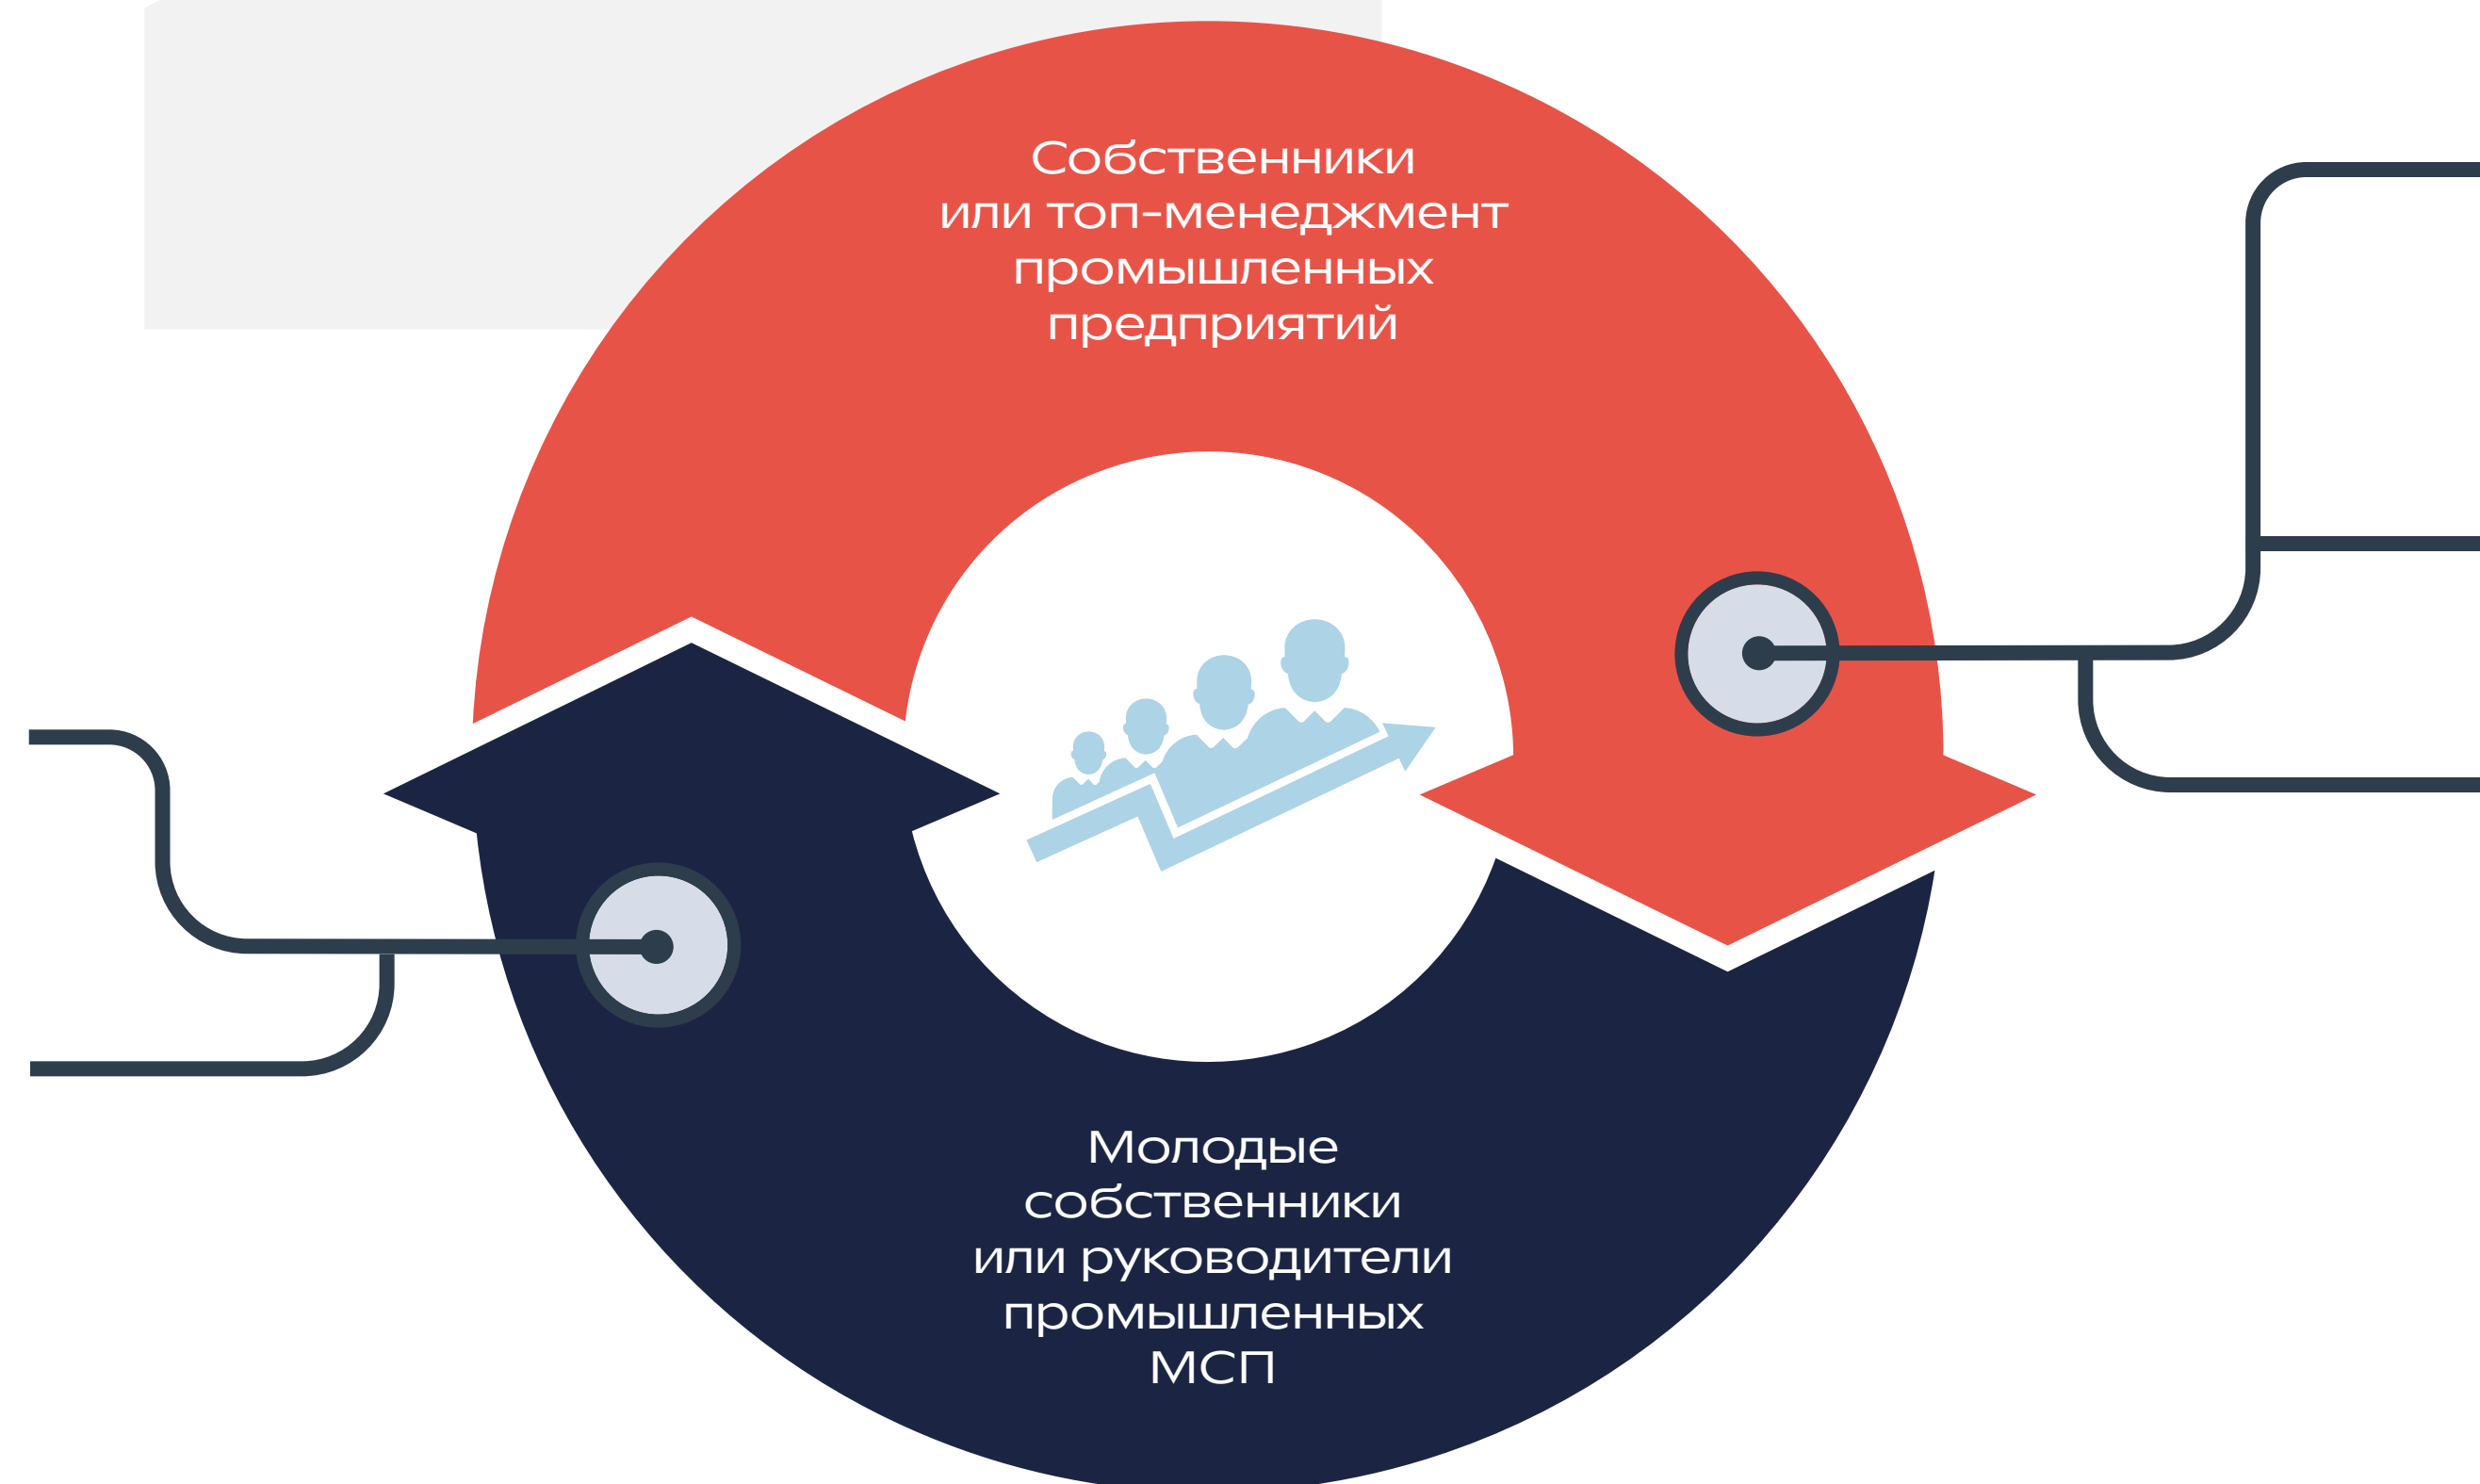 Собственники
или топ-менеджмент
промышленных
предприятий
Молодые
собственники
или руководители
промышленных
МСП